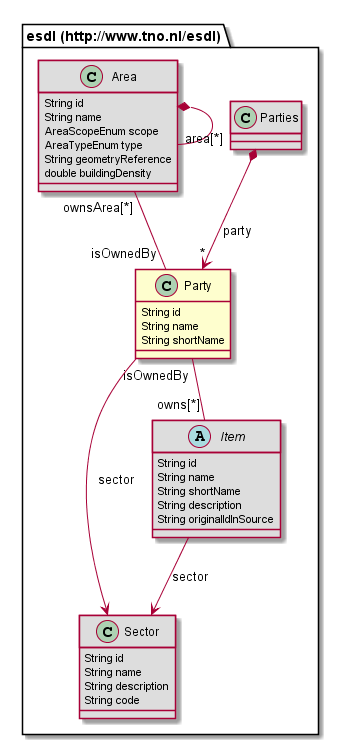 esdl (http://www.tno.nl/esdl)
C Area
String id
String name
AreaScopeEnum scope
AreaTypeEnum type
String geometryReference
double buildingDensity
area[*]
C Parties
ownsArea[*]
party
isOwnedBy
*
C Party
String id
String name
String shortName
isOwnedBy
owns[*]
A Item
String id
String name
String shortName
String description
String originalIdInSource
sector
sector
C Sector
String id
String name
String description
String code